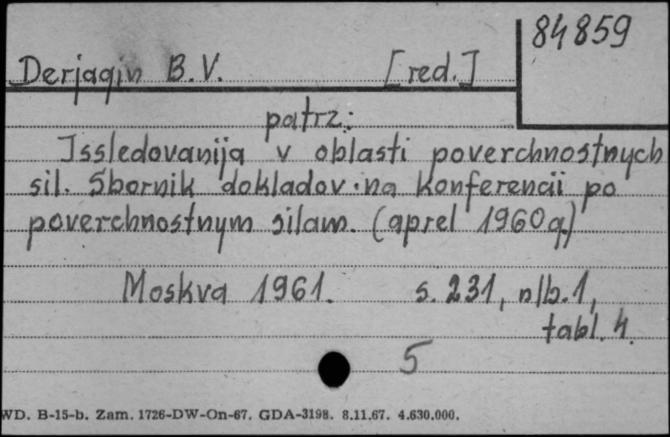 84859
Derjagin B. V. [red.]
patrz:
Issledovanija v oblasti poverchnostnych
sil. Sbornik dokladov na konferencii po
poverchnostnym silam. (aprel 1960g.)
Moskva 1961. s. 231, nlb. 1,
tabl. 4.
5
WD. B-15-b. Zam. 1726-DW-On-67. GDA-3198. 8.11.67. 4.630.000.